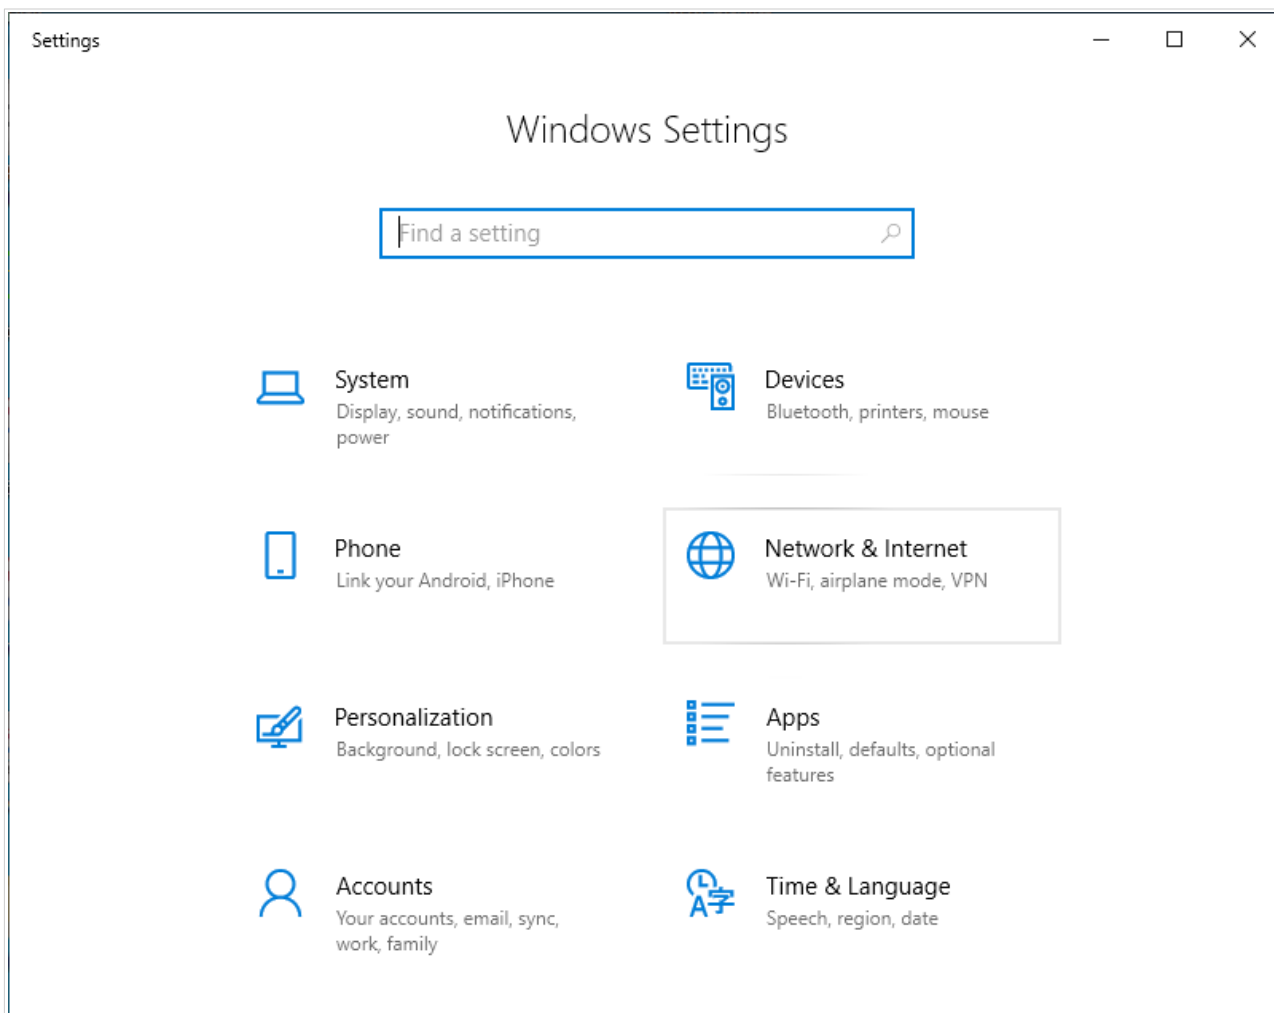 Settings
Windows Settings
Find a setting
System
Display, sound, notifications,
power
Devices
Bluetooth, printers, mouse
Phone
Link your Android, iPhone
Network & Internet
Wi-Fi, airplane mode, VPN
Personalization
Background, lock screen, colors
Apps
Uninstall, defaults, optional
features
Accounts
Your accounts, email, sync,
work, family
Time & Language
Speech, region, date